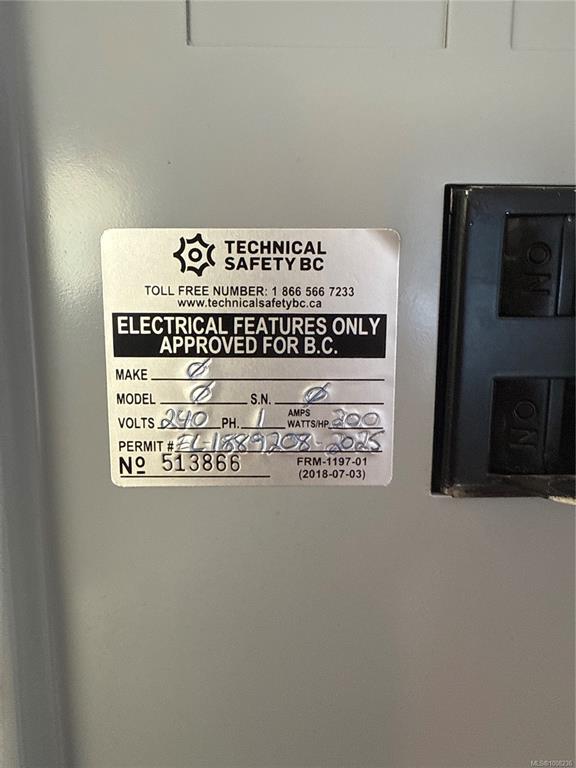 TECHNICAL
SAFETY BC
TOLL FREE NUMBER: 1 866 566 7233
www.technicalsafetybc.ca
ELECTRICAL FEATURES ONLY
APPROVED FOR B.C.
MAKE Ø
MODEL Ø S.N. Ø
VOLTS 240 PH. 1 AMPS WATTS/HP 200
PERMIT # EL-1889208-2025
Nº 513866 FRM-1197-01
(2018-07-03)
ON
ON
MLS®1008236